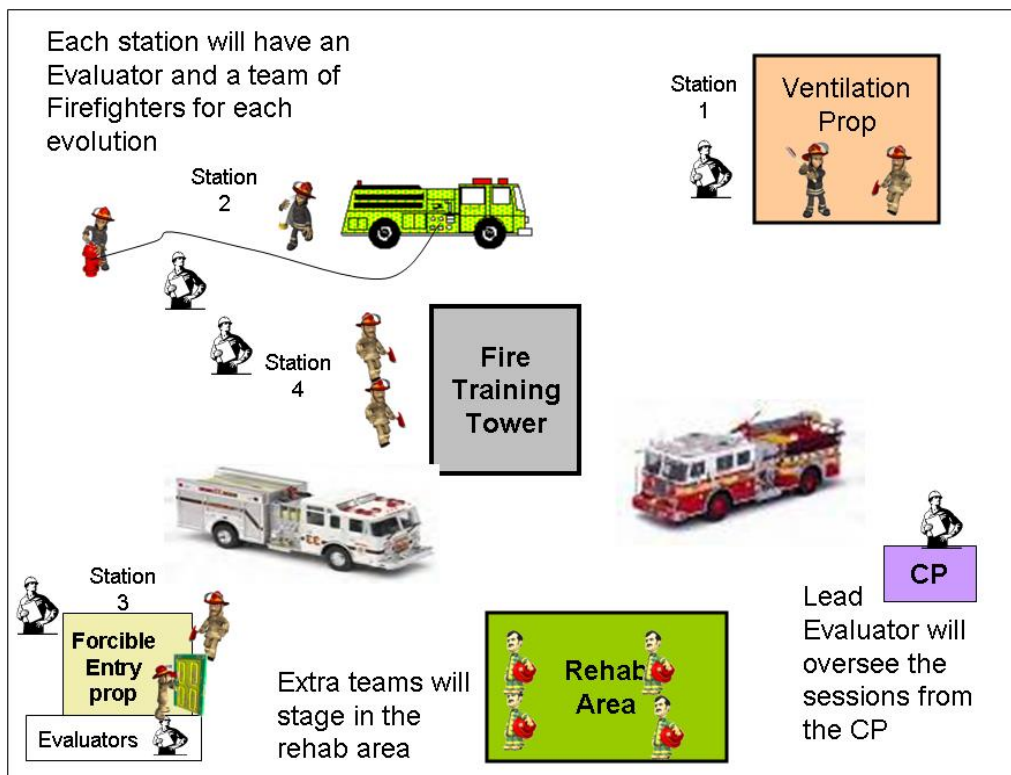 Each station will have an
Evaluator and a team of
Firefighters for each
evolution
Station
1
Ventilation
Prop
Station
2
Station
4
Fire
Training
Tower
Station
3
Forcible
Entry
prop
Evaluators
Extra teams will
stage in the
rehab area
Rehab
Area
CP
Lead
Evaluator will
oversee the
sessions from
the CP